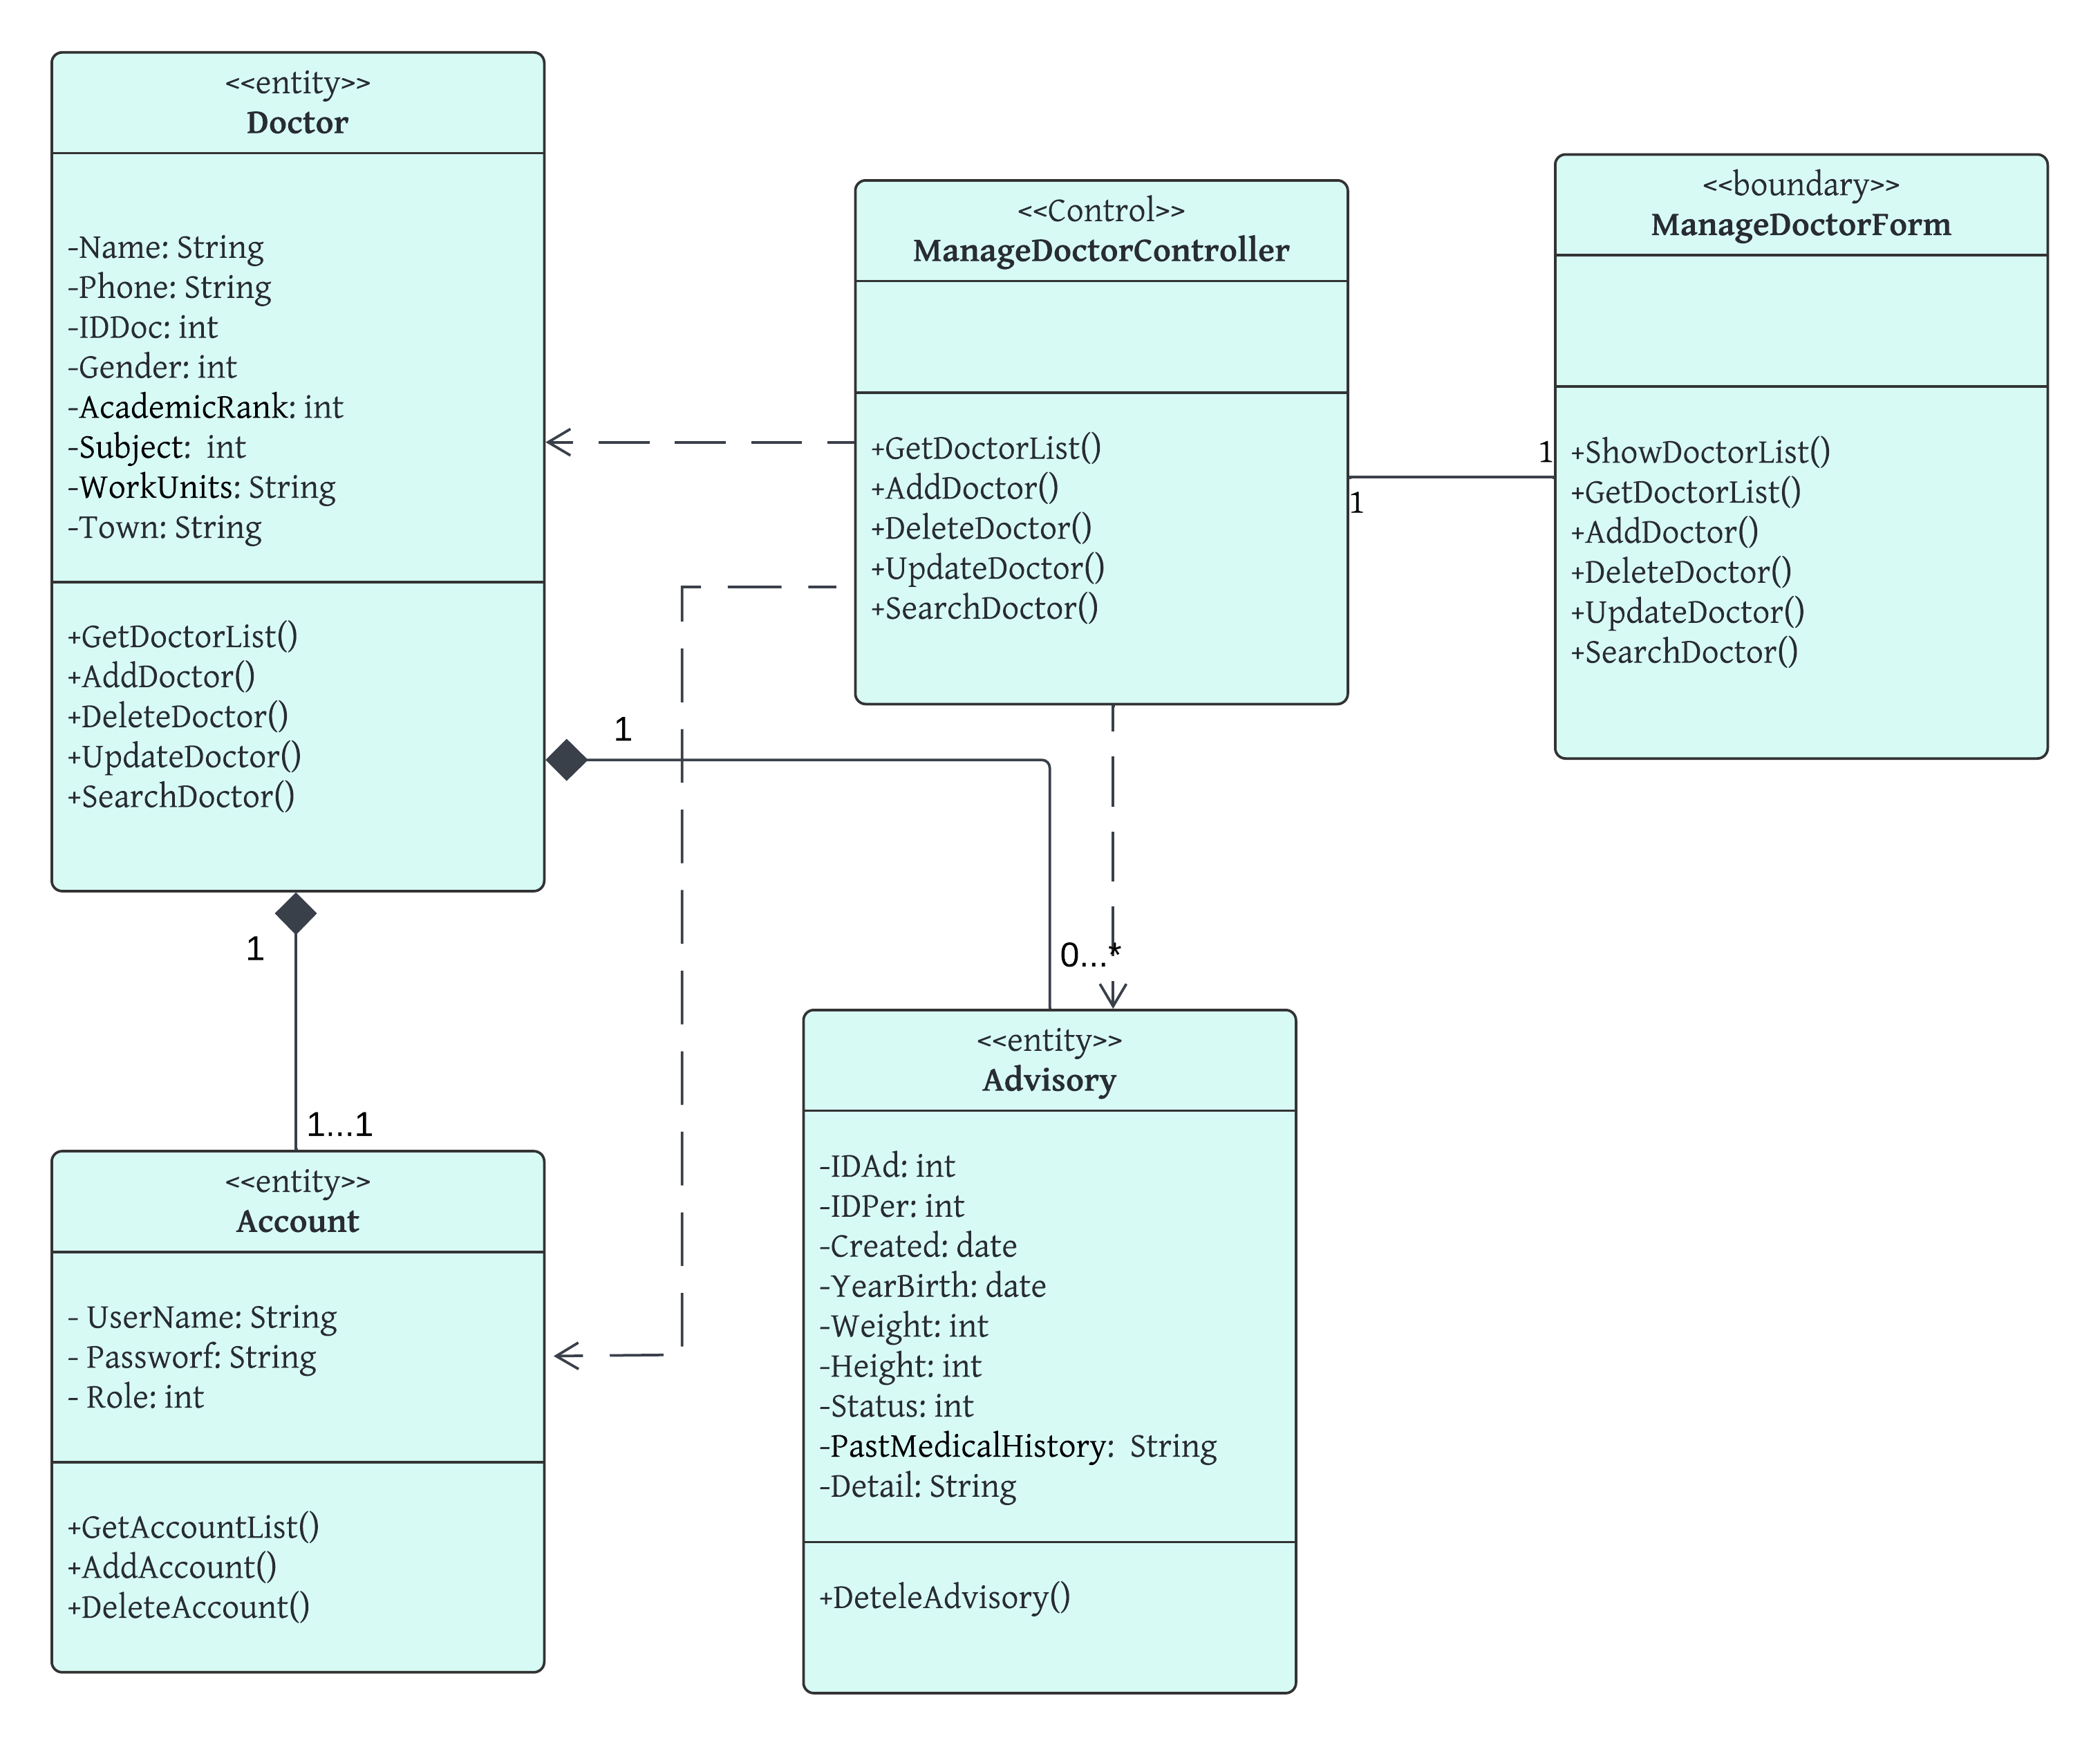 <<entity>>
Doctor
-Name: String
-Phone: String
-IDDoc: int
-Gender: int
-AcademicRank: int
-Subject:  int
-WorkUnits: String
-Town: String
+GetDoctorList()
+AddDoctor()
+DeleteDoctor()
+UpdateDoctor()
+SearchDoctor()
<<Control>>
ManageDoctorController
+GetDoctorList()
+AddDoctor()
+DeleteDoctor()
+UpdateDoctor()
+SearchDoctor()
1
1
<<boundary>>
ManageDoctorForm
+ShowDoctorList()
+GetDoctorList()
+AddDoctor()
+DeleteDoctor()
+UpdateDoctor()
+SearchDoctor()
1
0...*
1
1...1
<<entity>>
Account
- UserName: String
- Passworf: String
- Role: int
+GetAccountList()
+AddAccount()
+DeleteAccount()
<<entity>>
Advisory
-IDAd: int
-IDPer: int
-Created: date
-YearBirth: date
-Weight: int
-Height: int
-Status: int
-PastMedicalHistory:  String
-Detail: String
+DeteleAdvisory()